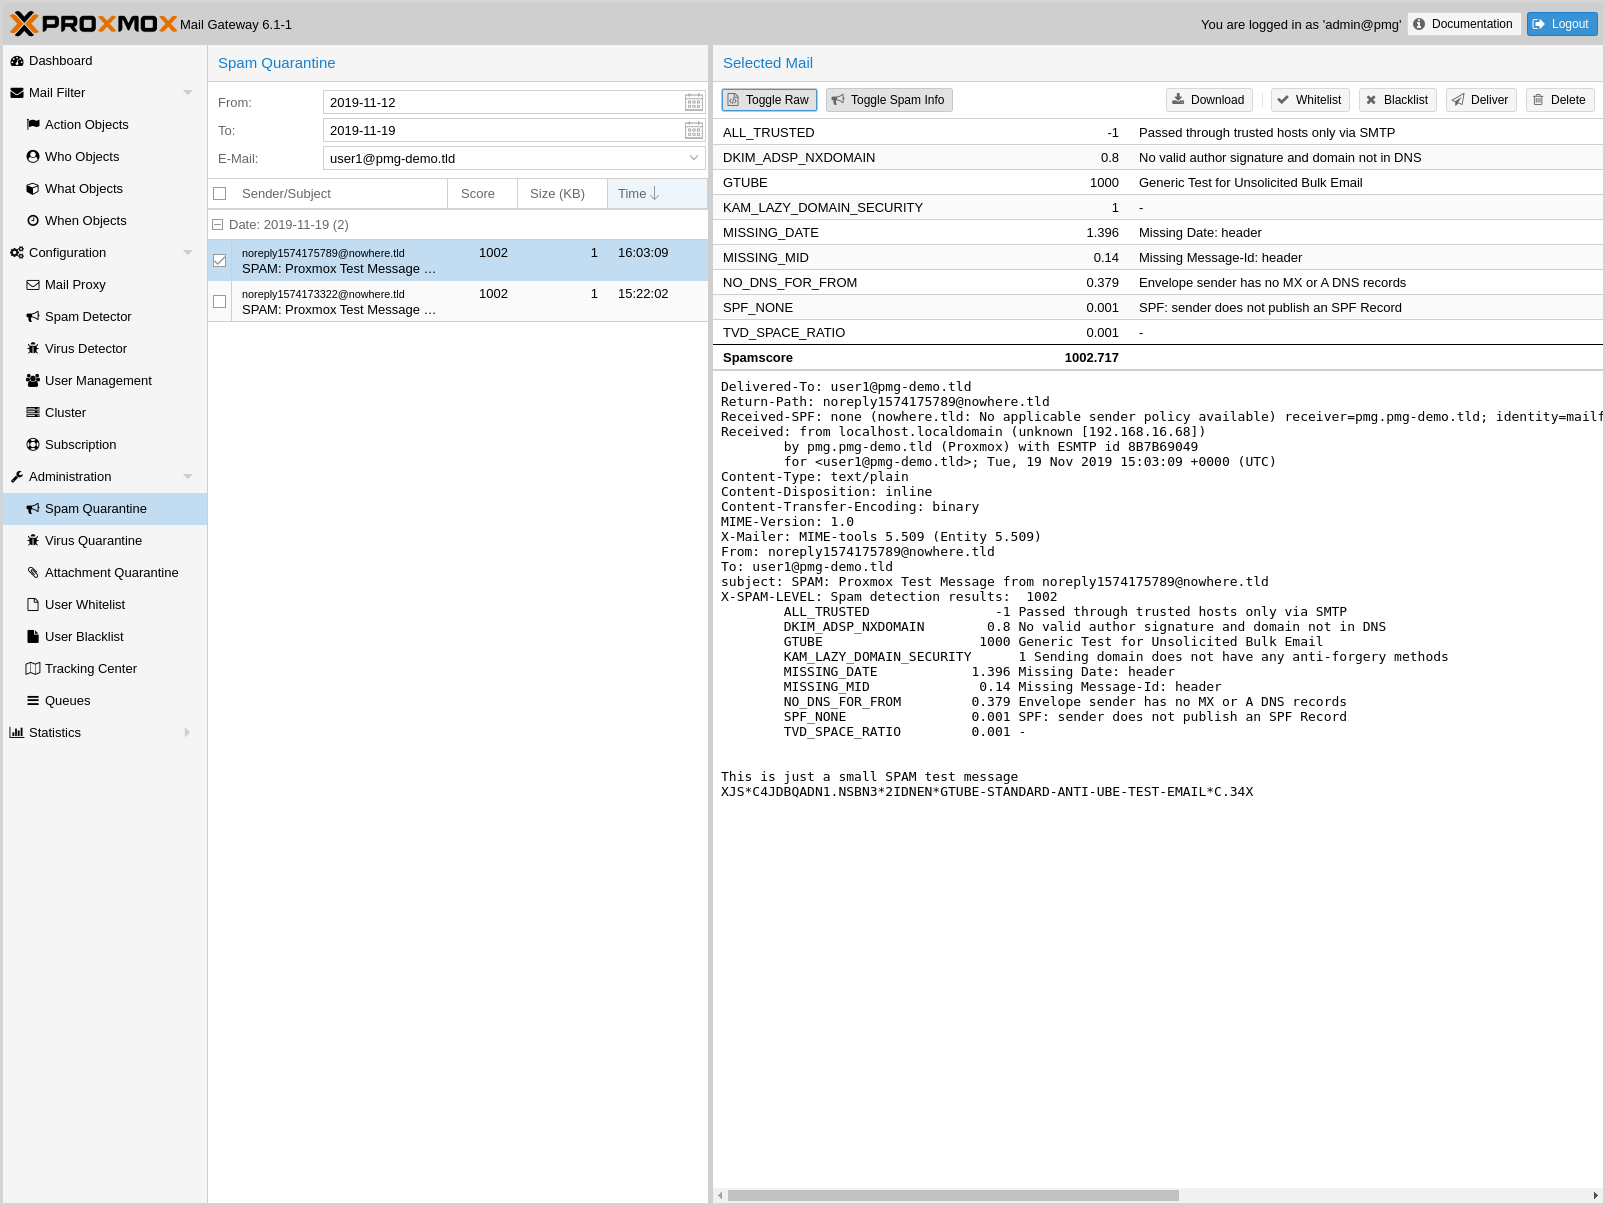 PROXMOX Mail Gateway 6.1-1
You are logged in as 'admin@pmg' Documentation Logout
Dashboard
Mail Filter
Action Objects
Who Objects
What Objects
When Objects
Configuration
Mail Proxy
Spam Detector
Virus Detector
User Management
Cluster
Subscription
Administration
Spam Quarantine
Virus Quarantine
Attachment Quarantine
User Whitelist
User Blacklist
Tracking Center
Queues
Statistics
Spam Quarantine
From: 2019-11-12
To: 2019-11-19
E-Mail: user1@pmg-demo.tld
Sender/Subject Score Size (KB) Time
Date: 2019-11-19 (2)
noreply1574175789@nowhere.tld 1002 1 16:03:09
SPAM: Proxmox Test Message …
noreply1574173322@nowhere.tld 1002 1 15:22:02
SPAM: Proxmox Test Message …
Selected Mail
Toggle Raw Toggle Spam Info Download Whitelist Blacklist Deliver Delete
ALL_TRUSTED -1 Passed through trusted hosts only via SMTP
DKIM_ADSP_NXDOMAIN 0.8 No valid author signature and domain not in DNS
GTUBE 1000 Generic Test for Unsolicited Bulk Email
KAM_LAZY_DOMAIN_SECURITY 1 -
MISSING_DATE 1.396 Missing Date: header
MISSING_MID 0.14 Missing Message-Id: header
NO_DNS_FOR_FROM 0.379 Envelope sender has no MX or A DNS records
SPF_NONE 0.001 SPF: sender does not publish an SPF Record
TVD_SPACE_RATIO 0.001 -
Spamscore 1002.717
Delivered-To: user1@pmg-demo.tld
Return-Path: noreply1574175789@nowhere.tld
Received-SPF: none (nowhere.tld: No applicable sender policy available) receiver=pmg.pmg-demo.tld; identity=mailf
Received: from localhost.localdomain (unknown [192.168.16.68])
by pmg.pmg-demo.tld (Proxmox) with ESMTP id 8B7B69049
for <user1@pmg-demo.tld>; Tue, 19 Nov 2019 15:03:09 +0000 (UTC)
Content-Type: text/plain
Content-Disposition: inline
Content-Transfer-Encoding: binary
MIME-Version: 1.0
X-Mailer: MIME-tools 5.509 (Entity 5.509)
From: noreply1574175789@nowhere.tld
To: user1@pmg-demo.tld
subject: SPAM: Proxmox Test Message from noreply1574175789@nowhere.tld
X-SPAM-LEVEL: Spam detection results: 1002
ALL_TRUSTED -1 Passed through trusted hosts only via SMTP
DKIM_ADSP_NXDOMAIN 0.8 No valid author signature and domain not in DNS
GTUBE 1000 Generic Test for Unsolicited Bulk Email
KAM_LAZY_DOMAIN_SECURITY 1 Sending domain does not have any anti-forgery methods
MISSING_DATE 1.396 Missing Date: header
MISSING_MID 0.14 Missing Message-Id: header
NO_DNS_FOR_FROM 0.379 Envelope sender has no MX or A DNS records
SPF_NONE 0.001 SPF: sender does not publish an SPF Record
TVD_SPACE_RATIO 0.001 -
This is just a small SPAM test message
XJS*C4JDBQADN1.NSBN3*2IDNEN*GTUBE-STANDARD-ANTI-UBE-TEST-EMAIL*C.34X